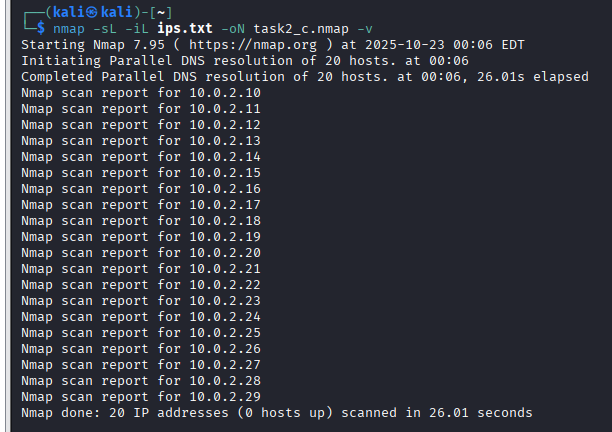 ┌──(kali㉿kali)-[~]
└─$ nmap -sL -iL ips.txt -oN task2_c.nmap -v
Starting Nmap 7.95 ( https://nmap.org ) at 2025-10-23 00:06 EDT
Initiating Parallel DNS resolution of 20 hosts. at 00:06
Completed Parallel DNS resolution of 20 hosts. at 00:06, 26.01s elapsed
Nmap scan report for 10.0.2.10
Nmap scan report for 10.0.2.11
Nmap scan report for 10.0.2.12
Nmap scan report for 10.0.2.13
Nmap scan report for 10.0.2.14
Nmap scan report for 10.0.2.15
Nmap scan report for 10.0.2.16
Nmap scan report for 10.0.2.17
Nmap scan report for 10.0.2.18
Nmap scan report for 10.0.2.19
Nmap scan report for 10.0.2.20
Nmap scan report for 10.0.2.21
Nmap scan report for 10.0.2.22
Nmap scan report for 10.0.2.23
Nmap scan report for 10.0.2.24
Nmap scan report for 10.0.2.25
Nmap scan report for 10.0.2.26
Nmap scan report for 10.0.2.27
Nmap scan report for 10.0.2.28
Nmap scan report for 10.0.2.29
Nmap done: 20 IP addresses (0 hosts up) scanned in 26.01 seconds